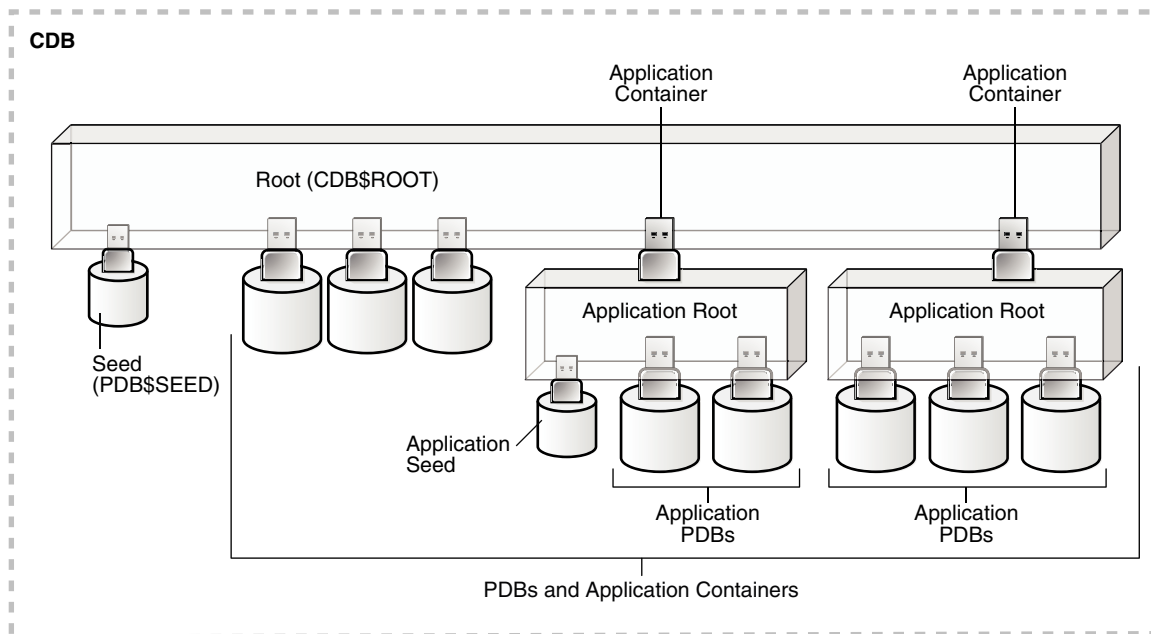 CDB
Application
Container
Application
Container
Root (CDB$ROOT)
Application Root
Application Root
Seed
(PDB$SEED)
Application
Seed
Application
PDBs
Application
PDBs
PDBs and Application Containers